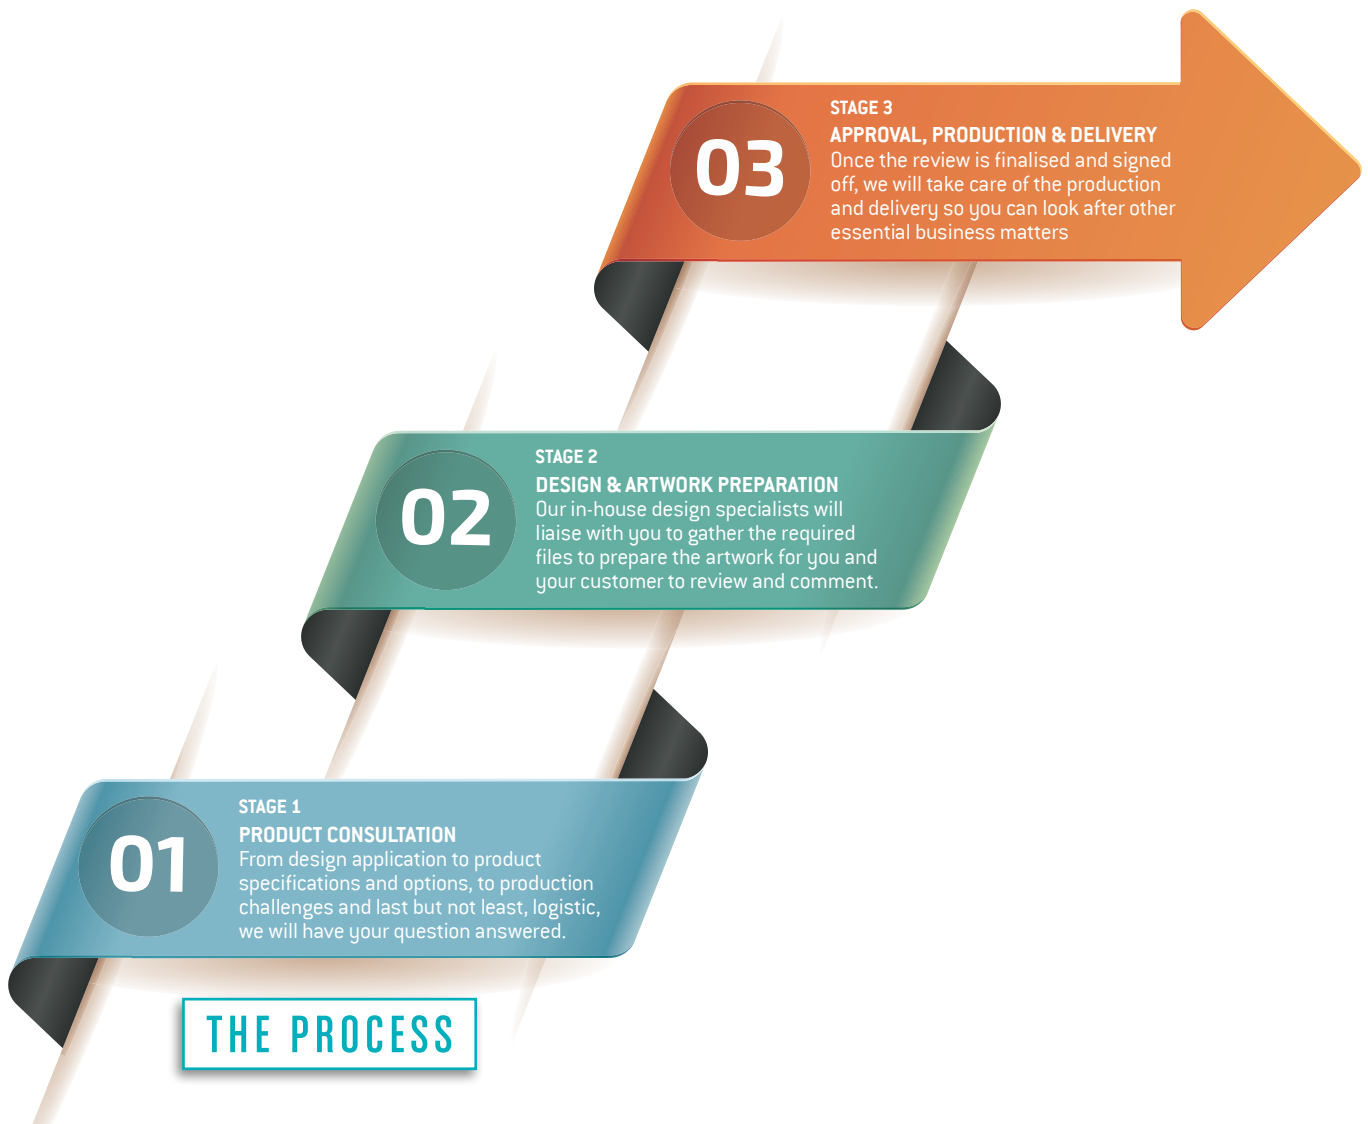 03
STAGE 3
APPROVAL, PRODUCTION & DELIVERY
Once the review is finalised and signed
off, we will take care of the production
and delivery so you can look after other
essential business matters
02
STAGE 2
DESIGN & ARTWORK PREPARATION
Our in-house design specialists will
liaise with you to gather the required
files to prepare the artwork for you and
your customer to review and comment.
01
STAGE 1
PRODUCT CONSULTATION
From design application to product
specifications and options, to production
challenges and last but not least, logistic,
we will have your question answered.
THE PROCESS